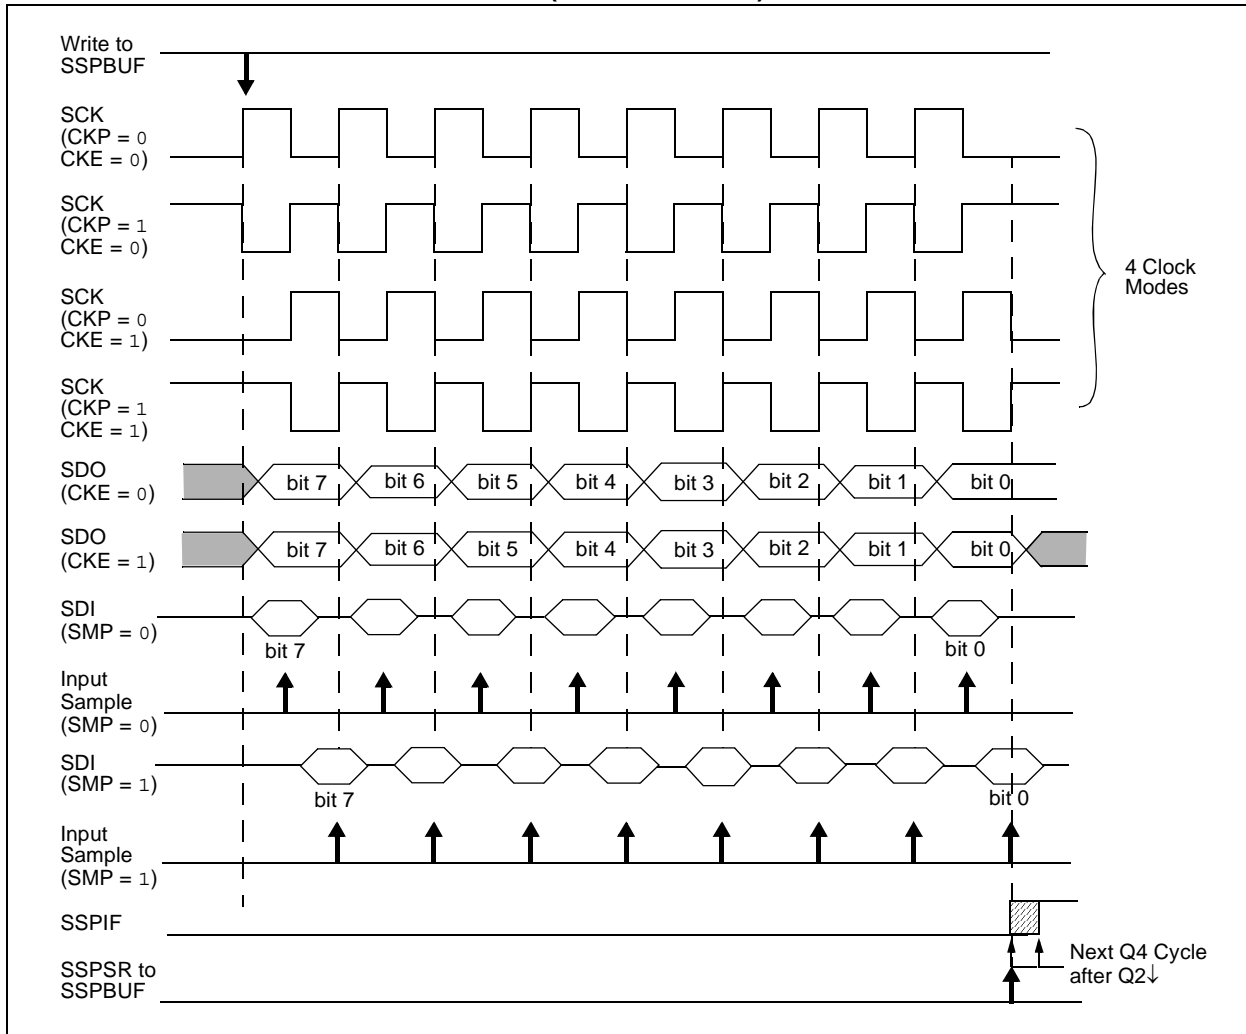 Write to
SSPBUF
SCK
(CKP = 0
CKE = 0)
SCK
(CKP = 1
CKE = 0)
4 Clock
Modes
SCK
(CKP = 0
CKE = 1)
SCK
(CKP = 1
CKE = 1)
SDO
(CKE = 0)
bit 7 bit 6 bit 5 bit 4 bit 3 bit 2 bit 1 bit 0
SDO
(CKE = 1)
bit 7 bit 6 bit 5 bit 4 bit 3 bit 2 bit 1 bit 0
SDI
(SMP = 0)
bit 7 bit 0
Input
Sample
(SMP = 0)
SDI
(SMP = 1)
bit 7 bit 0
Input
Sample
(SMP = 1)
SSPIF
Next Q4 Cycle
after Q2↓
SSPSR to
SSPBUF